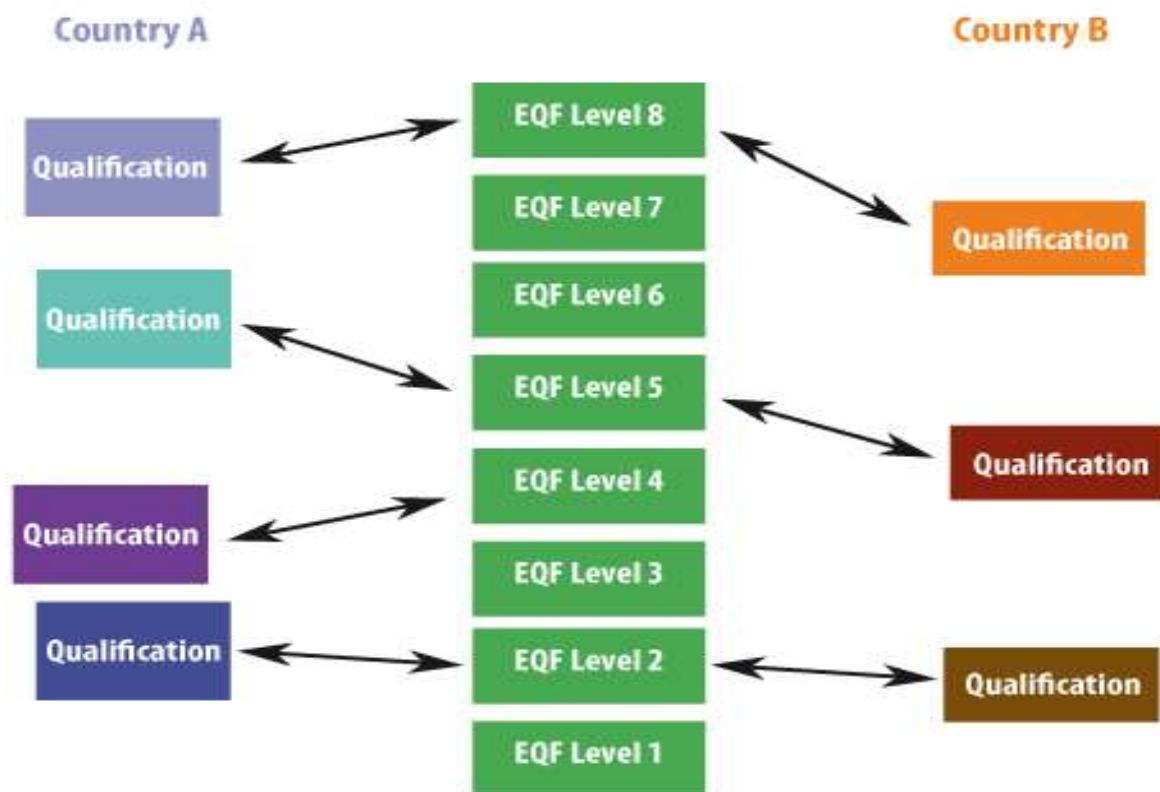 Country A
Country B
EQF Level 8
Qualification
EQF Level 7
Qualification
EQF Level 6
Qualification
EQF Level 5
Qualification
EQF Level 4
Qualification
EQF Level 3
Qualification
EQF Level 2
Qualification
EQF Level 1